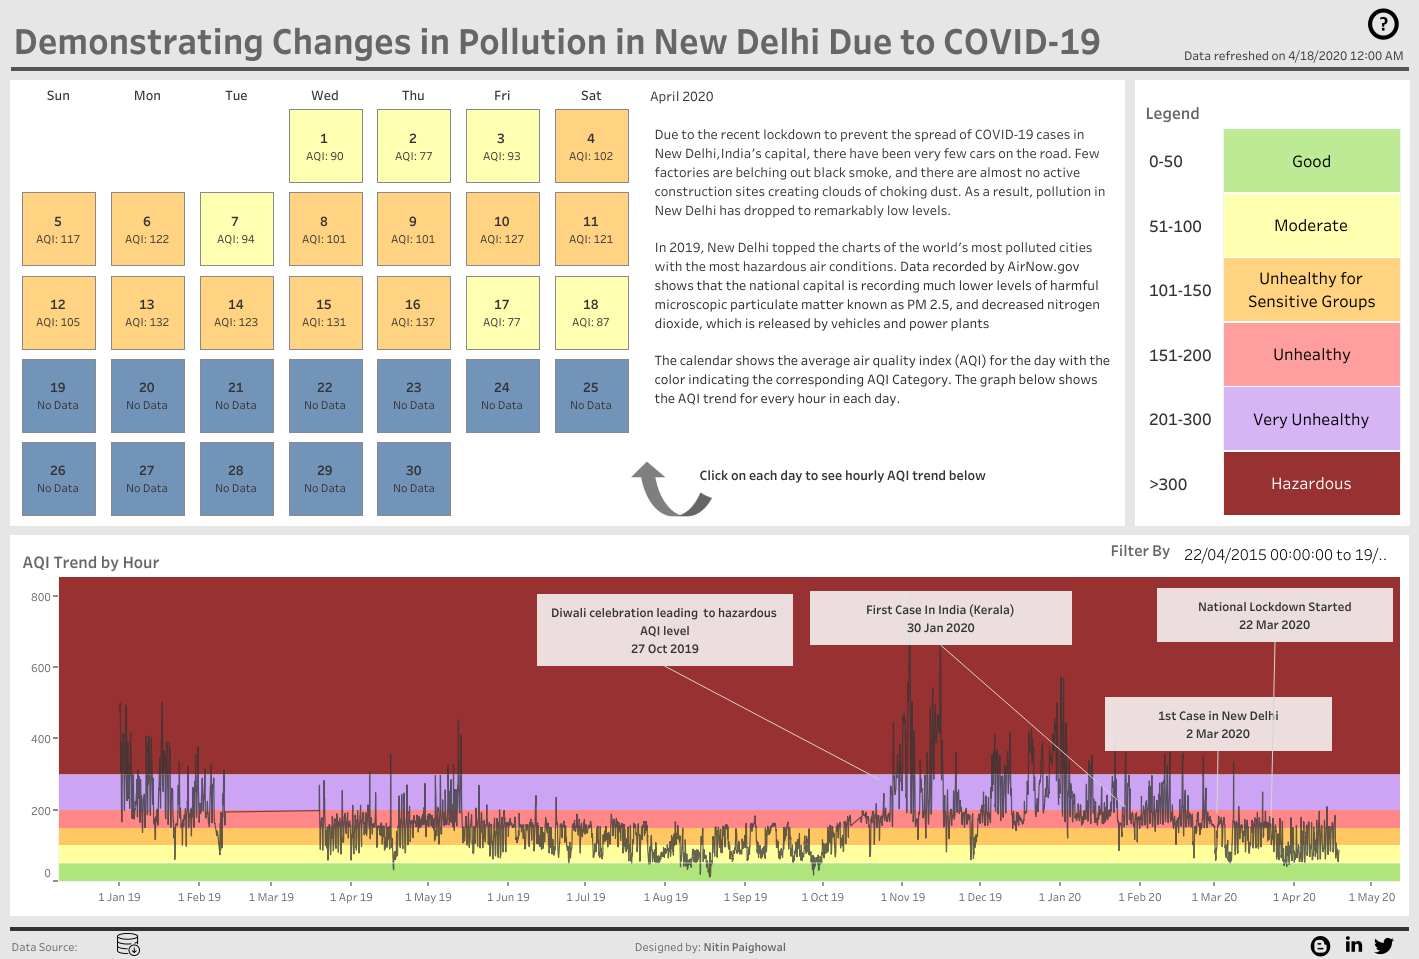 Demonstrating Changes in Pollution in New Delhi Due to COVID-19
?
Data refreshed on 4/18/2020 12:00 AM
Sun Mon Tue Wed Thu Fri Sat
1 2 3 4
AQI: 90 AQI: 77 AQI: 93 AQI: 102
5 6 7 8 9 10 11
AQI: 117 AQI: 122 AQI: 94 AQI: 101 AQI: 101 AQI: 127 AQI: 121
12 13 14 15 16 17 18
AQI: 105 AQI: 132 AQI: 123 AQI: 131 AQI: 137 AQI: 77 AQI: 87
19 20 21 22 23 24 25
No Data No Data No Data No Data No Data No Data No Data
26 27 28 29 30
No Data No Data No Data No Data No Data
April 2020
Due to the recent lockdown to prevent the spread of COVID-19 cases in
New Delhi,India's capital, there have been very few cars on the road. Few
factories are belching out black smoke, and there are almost no active
construction sites creating clouds of choking dust. As a result, pollution in
New Delhi has dropped to remarkably low levels.
In 2019, New Delhi topped the charts of the world's most polluted cities
with the most hazardous air conditions. Data recorded by AirNow.gov
shows that the national capital is recording much lower levels of harmful
microscopic particulate matter known as PM 2.5, and decreased nitrogen
dioxide, which is released by vehicles and power plants
The calendar shows the average air quality index (AQI) for the day with the
color indicating the corresponding AQI Category. The graph below shows
the AQI trend for every hour in each day.
Click on each day to see hourly AQI trend below
Legend
0-50 Good
51-100 Moderate
101-150 Unhealthy for
Sensitive Groups
151-200 Unhealthy
201-300 Very Unhealthy
>300 Hazardous
AQI Trend by Hour
Filter By 22/04/2015 00:00:00 to 19/..
800
600
400
200
0
Diwali celebration leading to hazardous
AQI level
27 Oct 2019
First Case In India (Kerala)
30 Jan 2020
National Lockdown Started
22 Mar 2020
1st Case in New Delhi
2 Mar 2020
1 Jan 19 1 Feb 19 1 Mar 19 1 Apr 19 1 May 19 1 Jun 19 1 Jul 19 1 Aug 19 1 Sep 19 1 Oct 19 1 Nov 19 1 Dec 19 1 Jan 20 1 Feb 20 1 Mar 20 1 Apr 20 1 May 20
Data Source:
Designed by: Nitin Paighowal
in